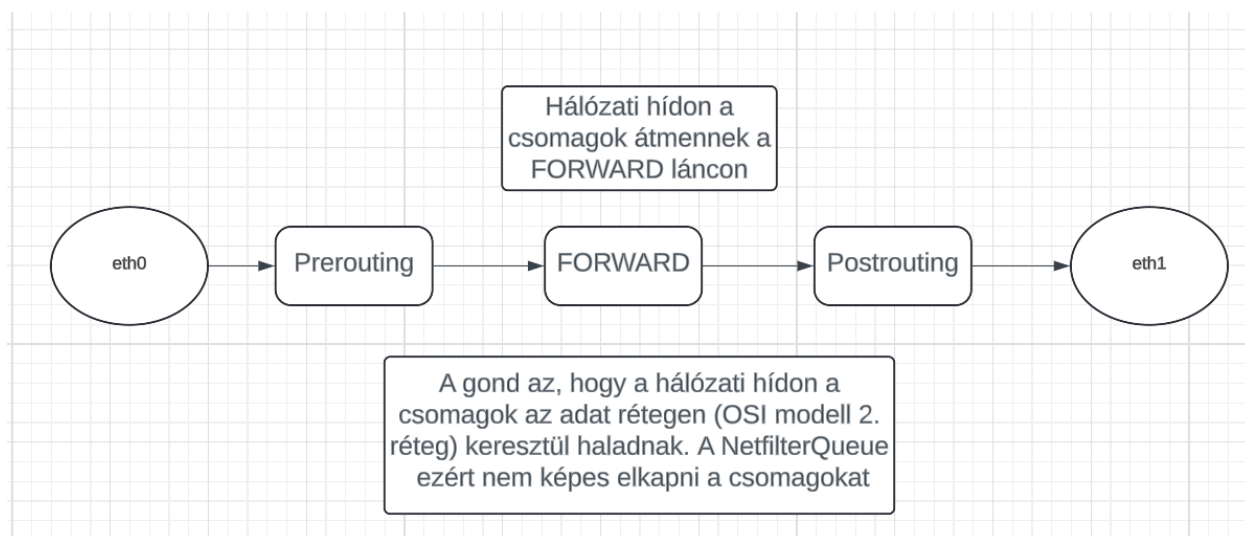 Hálózati hídon a
csomagok átmennek a
FORWARD láncon
eth0
Prerouting
FORWARD
Postrouting
eth1
A gond az, hogy a hálózati hídon a
csomagok az adat rétegen (OSI modell 2.
réteg) keresztül haladnak. A NetfilterQueue
ezért nem képes elkapni a csomagokat